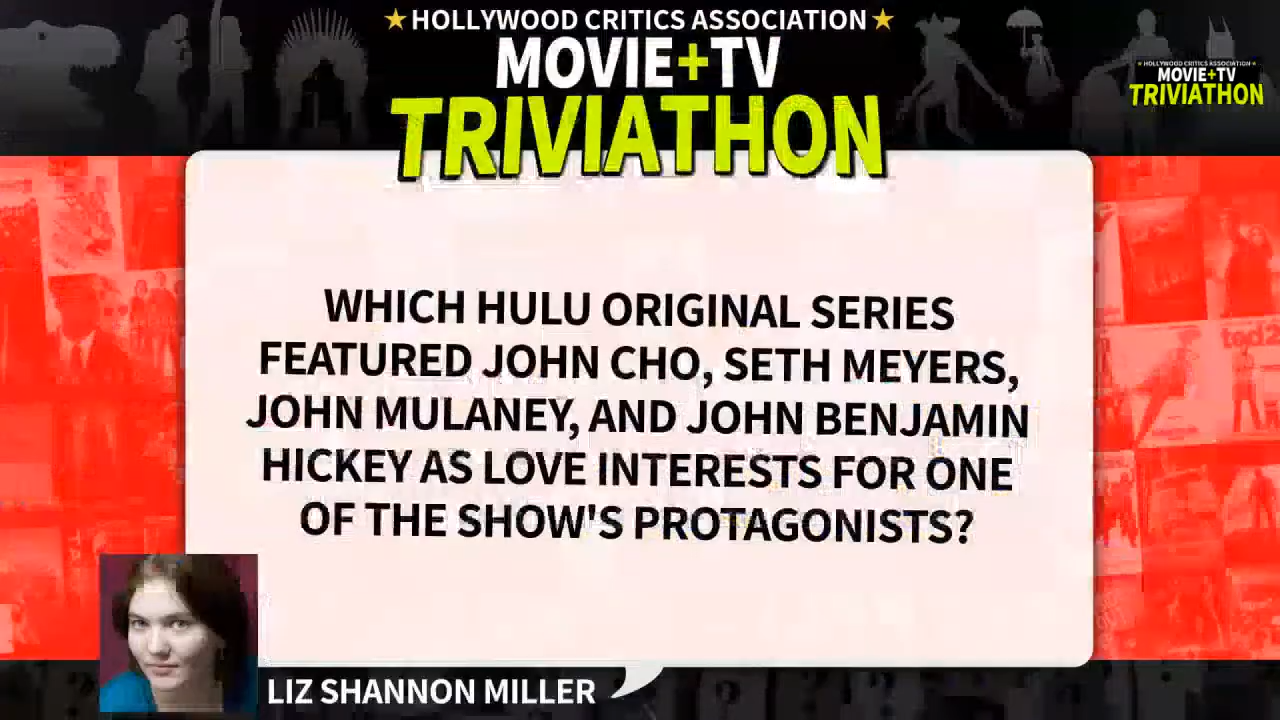 ★ HOLLYWOOD CRITICS ASSOCIATION ★
MOVIE+TV
TRIVIATHON
★ HOLLYWOOD CRITICS ASSOCIATION ★
MOVIE+TV
TRIVIATHON
WHICH HULU ORIGINAL SERIES
FEATURED JOHN CHO, SETH MEYERS,
JOHN MULANEY, AND JOHN BENJAMIN
HICKEY AS LOVE INTERESTS FOR ONE
OF THE SHOW'S PROTAGONISTS?
ted2
LIZ SHANNON MILLER